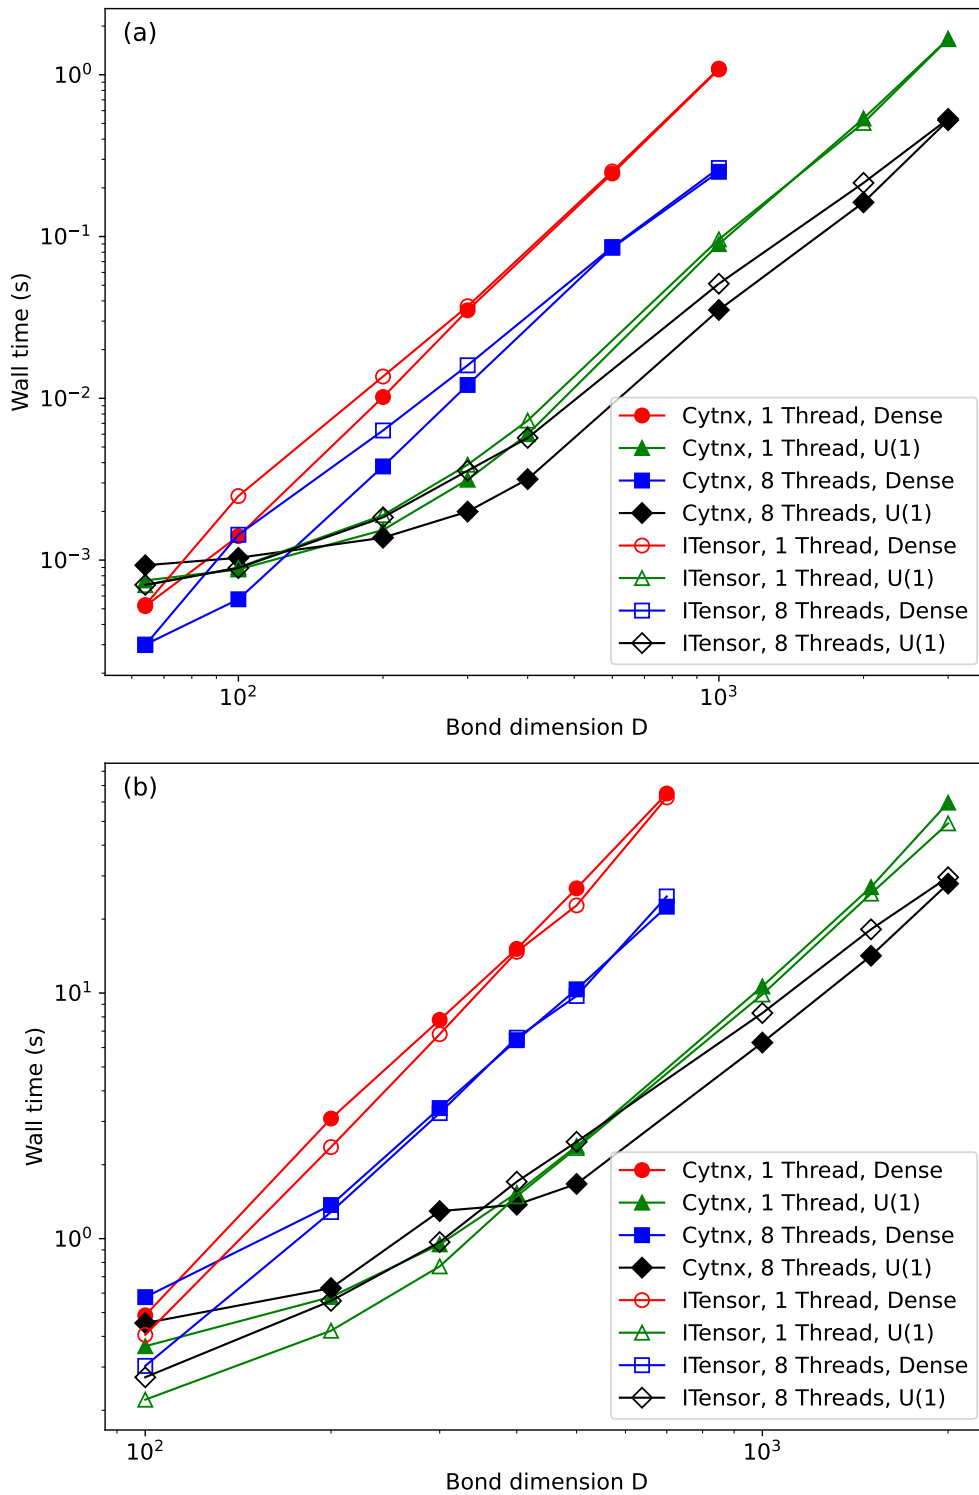 (a)
10^0
10^-1
10^-2
10^-3
Wall time (s)
Cytnx, 1 Thread, Dense
Cytnx, 1 Thread, U(1)
Cytnx, 8 Threads, Dense
Cytnx, 8 Threads, U(1)
ITensor, 1 Thread, Dense
ITensor, 1 Thread, U(1)
ITensor, 8 Threads, Dense
ITensor, 8 Threads, U(1)
10^2
10^3
Bond dimension D
(b)
10^1
10^0
Wall time (s)
Cytnx, 1 Thread, Dense
Cytnx, 1 Thread, U(1)
Cytnx, 8 Threads, Dense
Cytnx, 8 Threads, U(1)
ITensor, 1 Thread, Dense
ITensor, 1 Thread, U(1)
ITensor, 8 Threads, Dense
ITensor, 8 Threads, U(1)
10^2
10^3
Bond dimension D